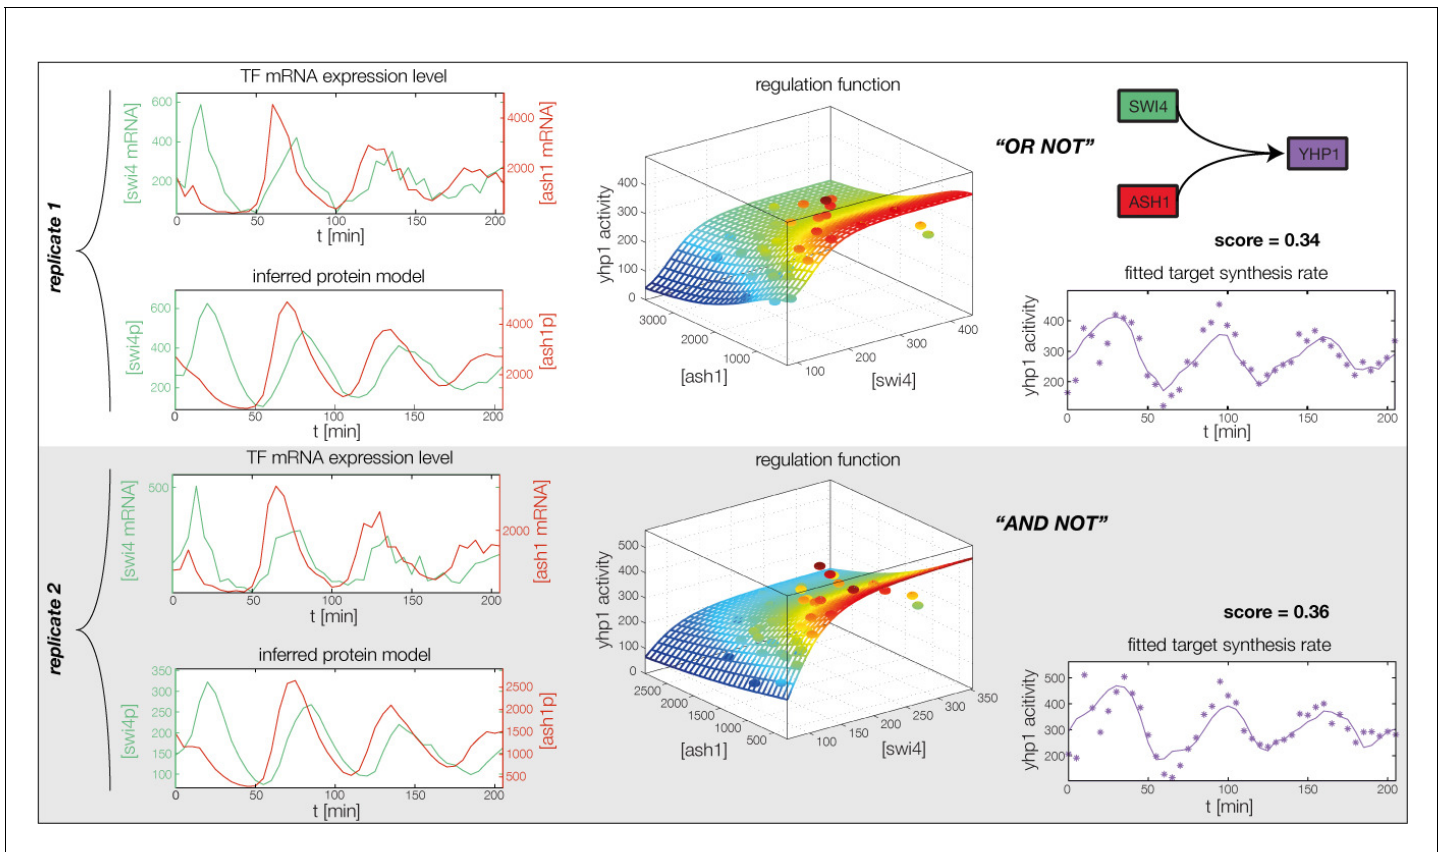 replicate 1
TF mRNA expression level
[swi4 mRNA]
600
400
200
4000
2000
[ash1 mRNA]
0 50 100 150 200
t [min]
inferred protein model
[swi4p]
600
400
200
4000
2000
[ash1p]
0 50 100 150 200
t [min]
regulation function
yhp1 activity
400
300
200
100
0
3000
2000
1000
[ash1]
100
200
300
400
[swi4]
"OR NOT"
SWI4
YHP1
ASH1
score = 0.34
fitted target synthesis rate
yhp1 acitivity
400
300
200
0 50 100 150 200
t [min]
replicate 2
TF mRNA expression level
[swi4 mRNA]
500
2000
[ash1 mRNA]
0 50 100 150 200
t [min]
inferred protein model
[swi4p]
350
300
250
200
150
100
2500
2000
1500
1000
500
[ash1p]
0 50 100 150 200
t [min]
regulation function
yhp1 activity
500
400
300
200
100
0
2500
2000
1500
1000
500
[ash1]
100
150
200
250
300
350
[swi4]
"AND NOT"
score = 0.36
fitted target synthesis rate
yhp1 acitivity
500
400
300
200
0 50 100 150 200
t [min]